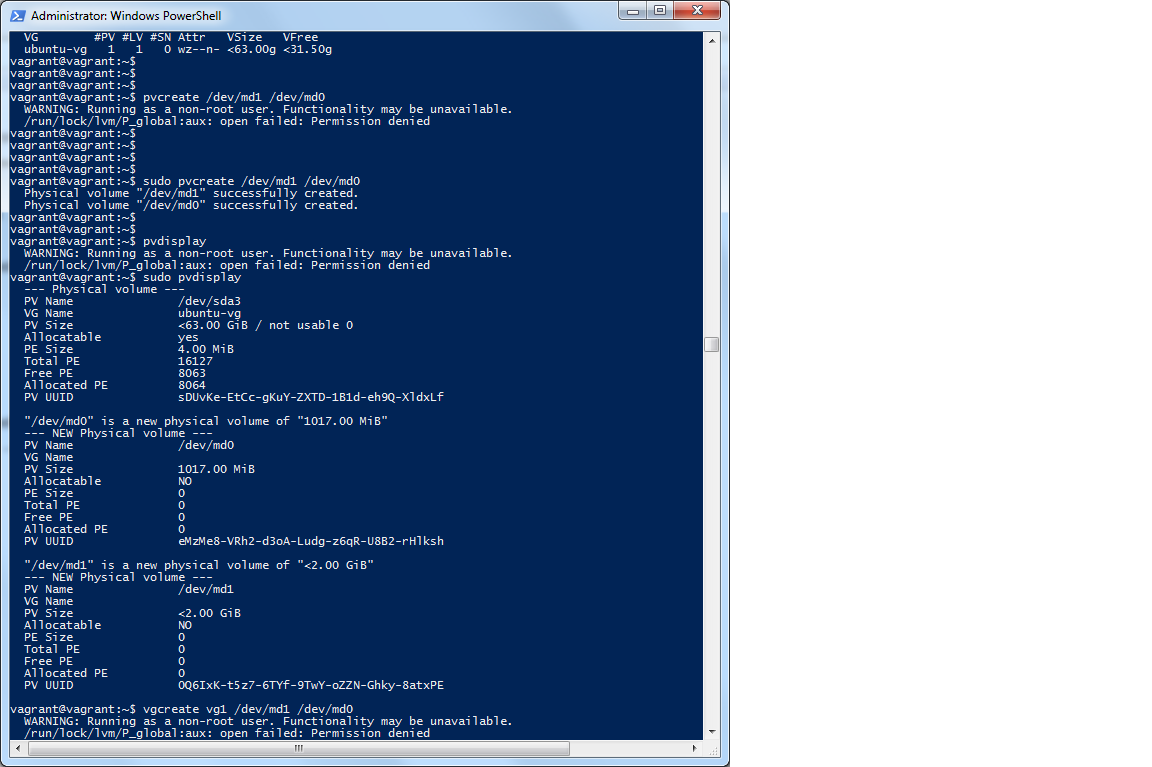 Administrator: Windows PowerShell
VG #PV #LV #SN Attr VSize VFree
ubuntu-vg 1 1 0 wz--n- <63.00g <31.50g
vagrant@vagrant:~$
vagrant@vagrant:~$
vagrant@vagrant:~$
vagrant@vagrant:~$ pvcreate /dev/md1 /dev/md0
WARNING: Running as a non-root user. Functionality may be unavailable.
/run/lock/lvm/P_global:aux: open failed: Permission denied
vagrant@vagrant:~$
vagrant@vagrant:~$
vagrant@vagrant:~$
vagrant@vagrant:~$
vagrant@vagrant:~$ sudo pvcreate /dev/md1 /dev/md0
Physical volume "/dev/md1" successfully created.
Physical volume "/dev/md0" successfully created.
vagrant@vagrant:~$
vagrant@vagrant:~$
vagrant@vagrant:~$ pvdisplay
WARNING: Running as a non-root user. Functionality may be unavailable.
/run/lock/lvm/P_global:aux: open failed: Permission denied
vagrant@vagrant:~$ sudo pvdisplay
--- Physical volume ---
PV Name /dev/sda3
VG Name ubuntu-vg
PV Size <63.00 GiB / not usable 0
Allocatable yes
PE Size 4.00 MiB
Total PE 16127
Free PE 8063
Allocated PE 8064
PV UUID sDUvKe-EtCc-gKuY-ZXTD-1B1d-eh9Q-XldxLf
"/dev/md0" is a new physical volume of "1017.00 MiB"
--- NEW Physical volume ---
PV Name /dev/md0
VG Name
PV Size 1017.00 MiB
Allocatable NO
PE Size 0
Total PE 0
Free PE 0
Allocated PE 0
PV UUID eMzMe8-VRh2-d3oA-Ludg-z6qR-U8B2-rHlksh
"/dev/md1" is a new physical volume of "<2.00 GiB"
--- NEW Physical volume ---
PV Name /dev/md1
VG Name
PV Size <2.00 GiB
Allocatable NO
PE Size 0
Total PE 0
Free PE 0
Allocated PE 0
PV UUID 0Q6IxK-t5z7-6TYf-9TwY-oZZN-Ghky-8atxPE
vagrant@vagrant:~$ vgcreate vg1 /dev/md1 /dev/md0
WARNING: Running as a non-root user. Functionality may be unavailable.
/run/lock/lvm/P_global:aux: open failed: Permission denied